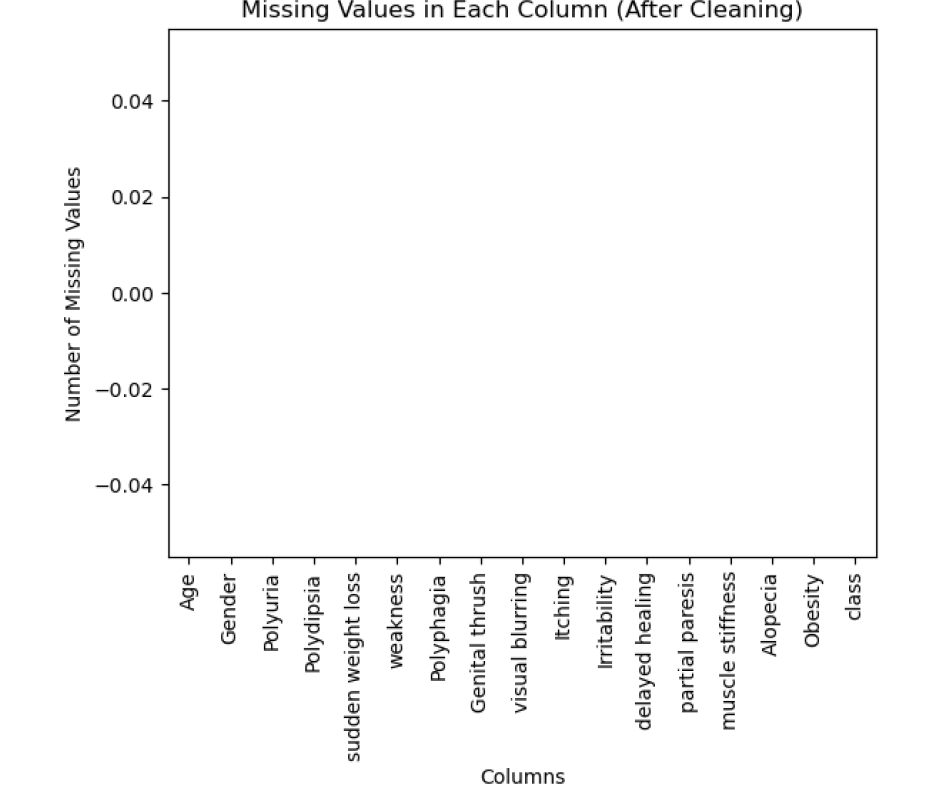 Missing Values in Each Column (After Cleaning)
Number of Missing Values
0.04
0.02
0.00
−0.02
−0.04
Age
Gender
Polyuria
Polydipsia
sudden weight loss
weakness
Polyphagia
Genital thrush
visual blurring
Itching
Irritability
delayed healing
partial paresis
muscle stiffness
Alopecia
Obesity
class
Columns